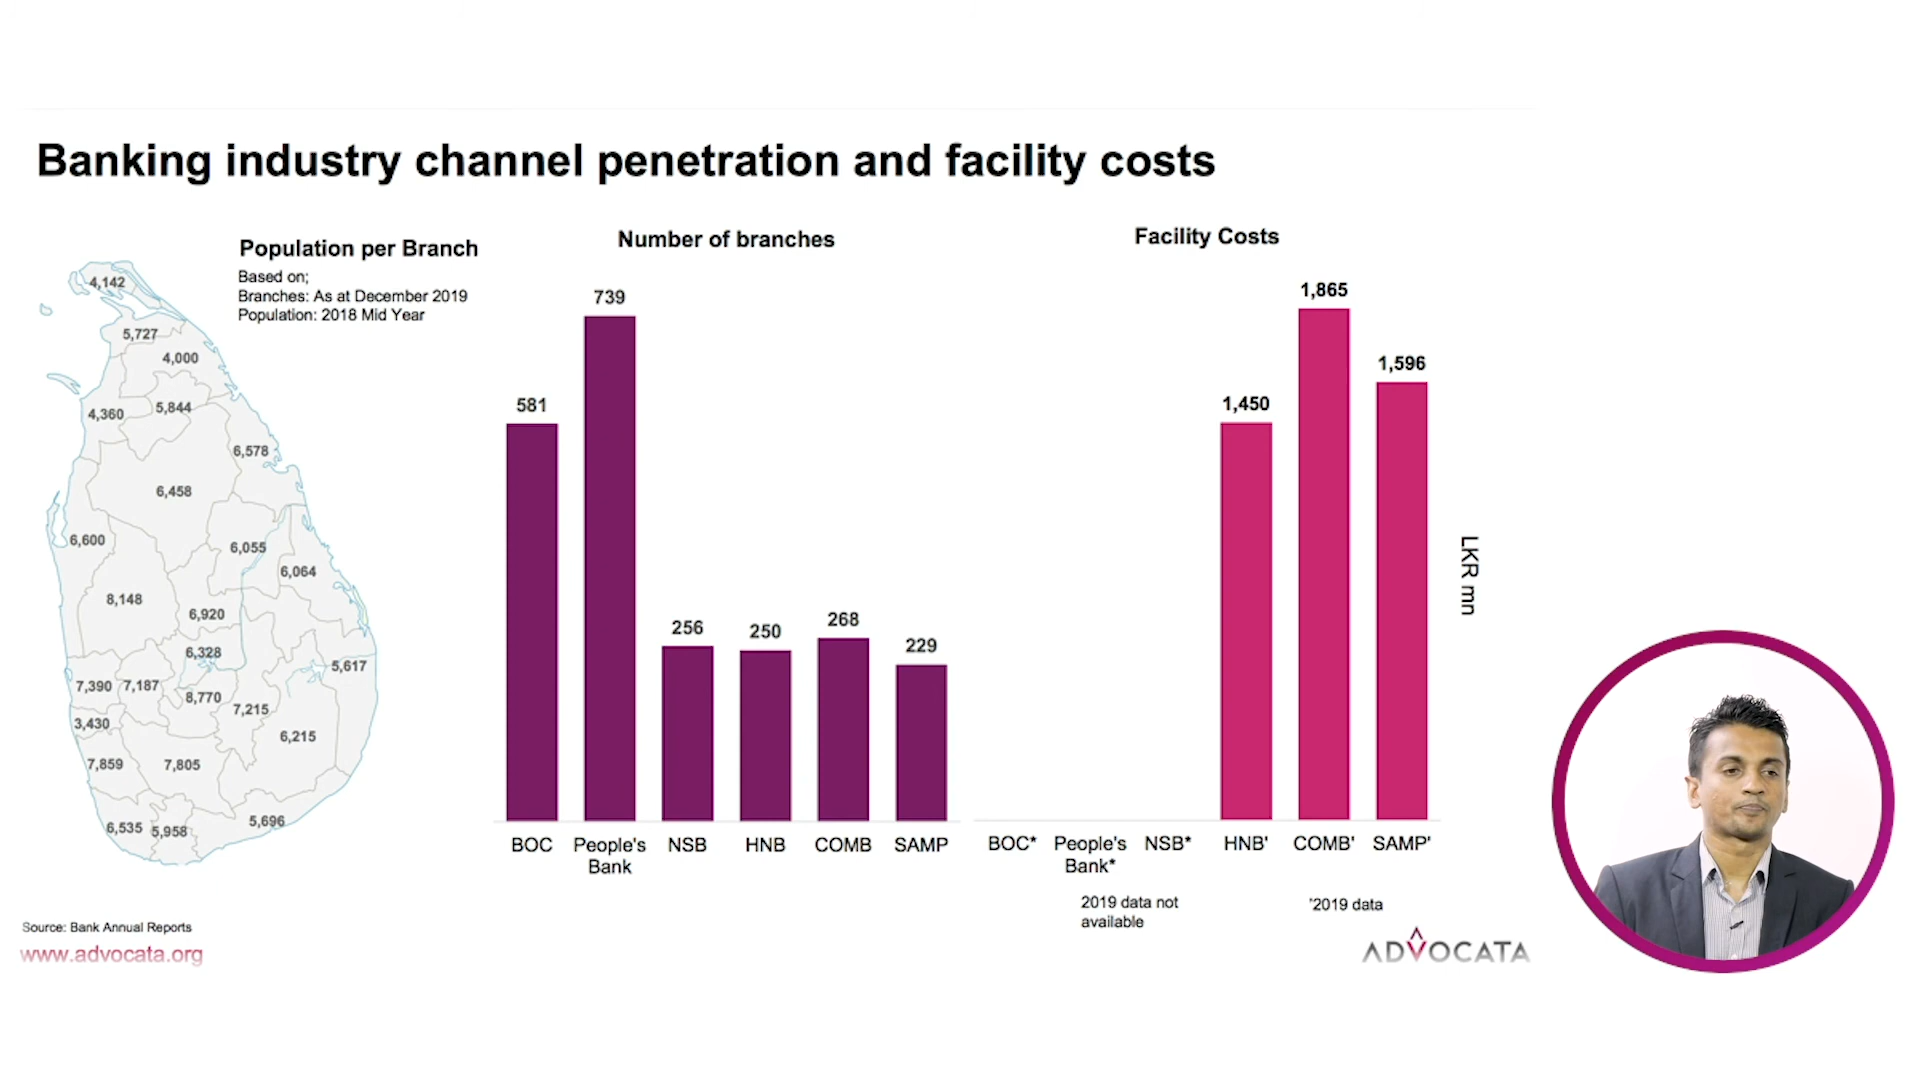 Banking industry channel penetration and facility costs
Population per Branch
Based on;
Branches: As at December 2019
Population: 2018 Mid Year
4,142
5,727
4,000
4,360
5,844
6,578
6,458
6,600
6,055
6,064
8,148
6,920
6,328
5,617
7,390
7,187
8,770
7,215
3,430
6,215
7,859
7,805
6,535
5,958
5,696
Number of branches
581
739
256
250
268
229
BOC
People's
Bank
NSB
HNB
COMB
SAMP
Facility Costs
1,450
1,865
1,596
LKR mn
BOC*
People's
Bank*
NSB*
HNB'
COMB'
SAMP'
2019 data not
available
'2019 data
Source: Bank Annual Reports
www.advocata.org
ADVOCATA